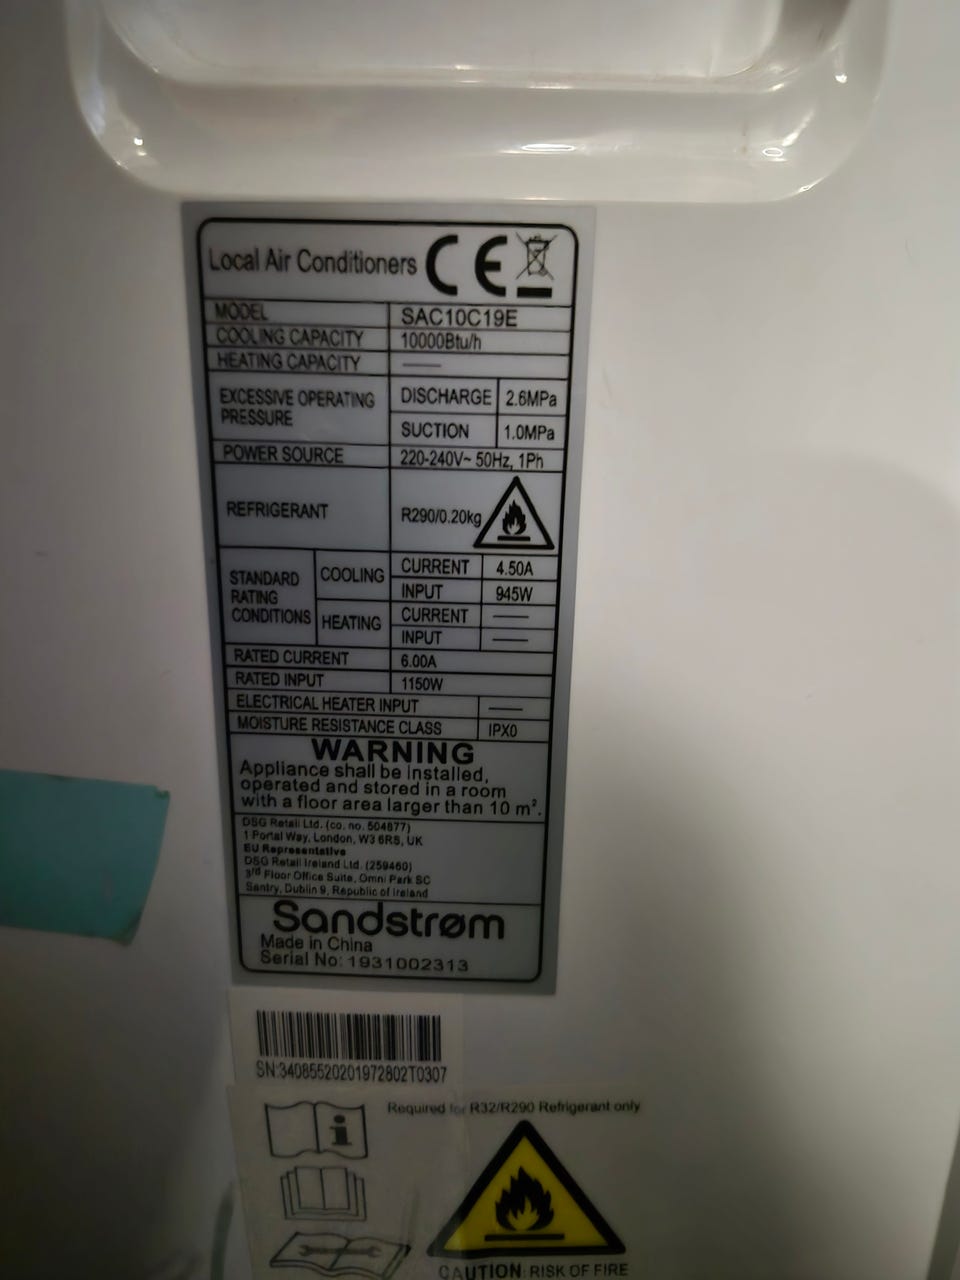 Local Air Conditioners CE
MODEL SAC10C19E
COOLING CAPACITY 10000Btu/h
HEATING CAPACITY —
EXCESSIVE OPERATING PRESSURE DISCHARGE 2.6MPa
SUCTION 1.0MPa
POWER SOURCE 220-240V~ 50Hz, 1Ph
REFRIGERANT R290/0.20kg
STANDARD RATING CONDITIONS COOLING CURRENT 4.50A
INPUT 945W
HEATING CURRENT —
INPUT —
RATED CURRENT 6.00A
RATED INPUT 1150W
ELECTRICAL HEATER INPUT —
MOISTURE RESISTANCE CLASS IPX0
WARNING
Appliance shall be installed,
operated and stored in a room
with a floor area larger than 10 m².
DSG Retail Ltd. (co. no. 504877)
1 Portal Way, London, W3 6RS, UK
EU Representative
DSG Retail Ireland Ltd. (259460)
3rd Floor Office Suite, Omni Park SC
Santry, Dublin 9, Republic of Ireland
Sandstrøm
Made in China
Serial No: 1931002313
SN:34085520201972802T0307
Required for R32/R290 Refrigerant only
CAUTION: RISK OF FIRE